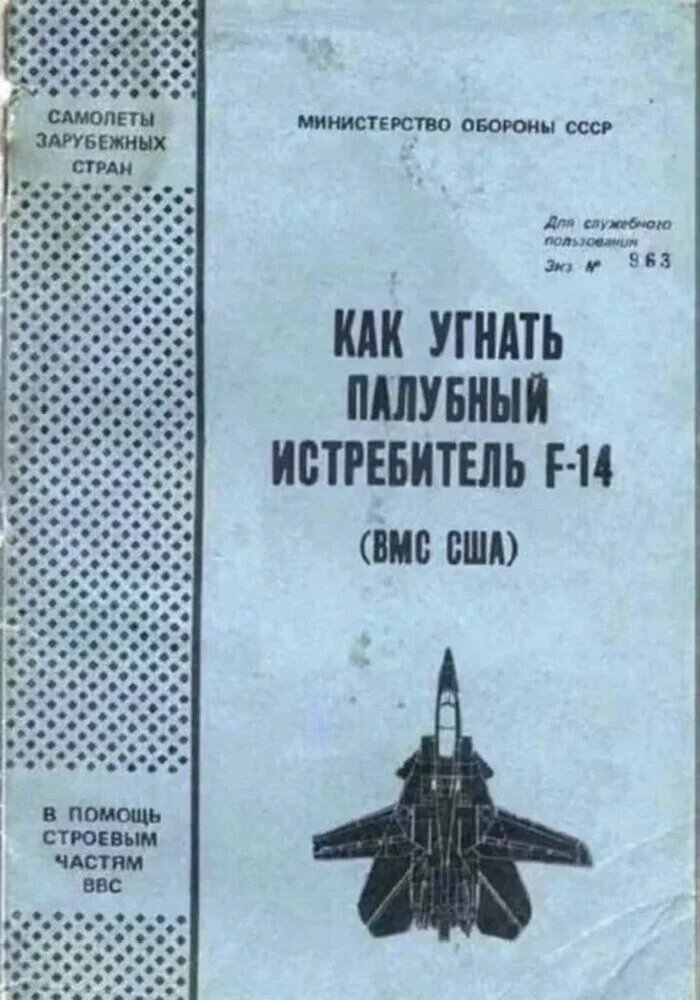 САМОЛЕТЫ
ЗАРУБЕЖНЫХ
СТРАН
МИНИСТЕРСТВО ОБОРОНЫ СССР
Для служебного
пользования
Экз № 963
КАК УГНАТЬ
ПАЛУБНЫЙ
ИСТРЕБИТЕЛЬ F-14
(ВМС США)
В ПОМОЩЬ
СТРОЕВЫМ
ЧАСТЯМ
ВВС